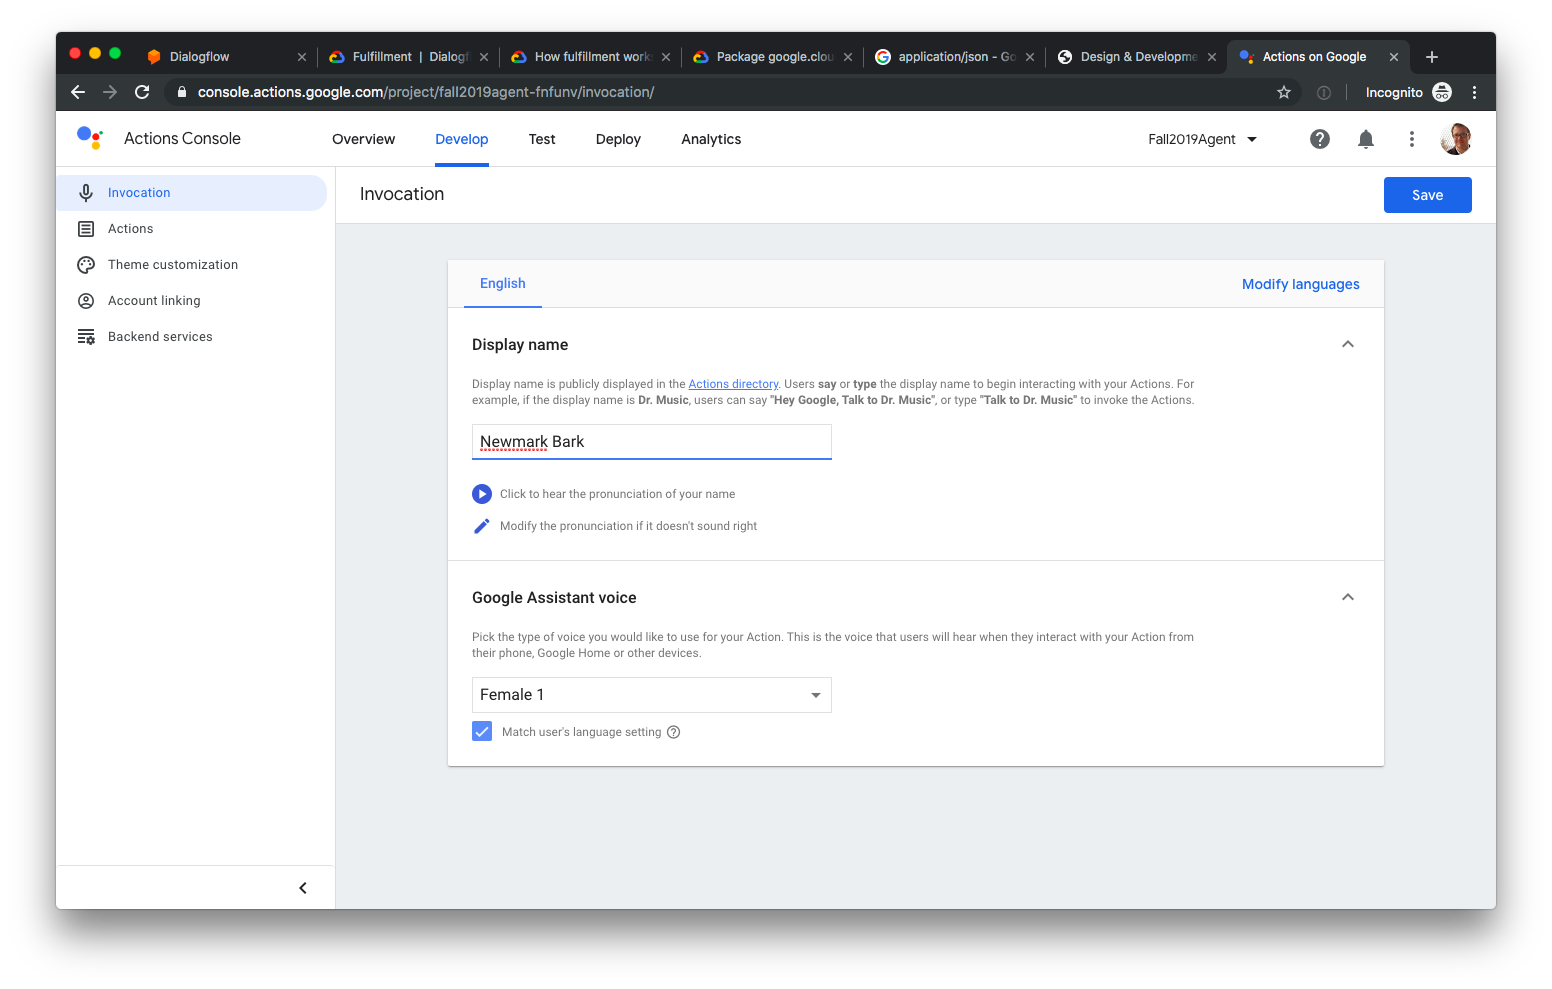 Dialogflow
Fulfillment | Dialogf
How fulfillment works
Package google.clou
application/json - Go
Design & Developme
Actions on Google
console.actions.google.com/project/fall2019agent-fnfunv/invocation/
Incognito
Actions Console
Overview
Develop
Test
Deploy
Analytics
Fall2019Agent
Invocation
Actions
Theme customization
Account linking
Backend services
Invocation
Save
English
Modify languages
Display name
Display name is publicly displayed in the Actions directory. Users say or type the display name to begin interacting with your Actions. For
example, if the display name is Dr. Music, users can say "Hey Google, Talk to Dr. Music", or type "Talk to Dr. Music" to invoke the Actions.
Newmark Bark
Click to hear the pronunciation of your name
Modify the pronunciation if it doesn't sound right
Google Assistant voice
Pick the type of voice you would like to use for your Action. This is the voice that users will hear when they interact with your Action from
their phone, Google Home or other devices.
Female 1
Match user's language setting